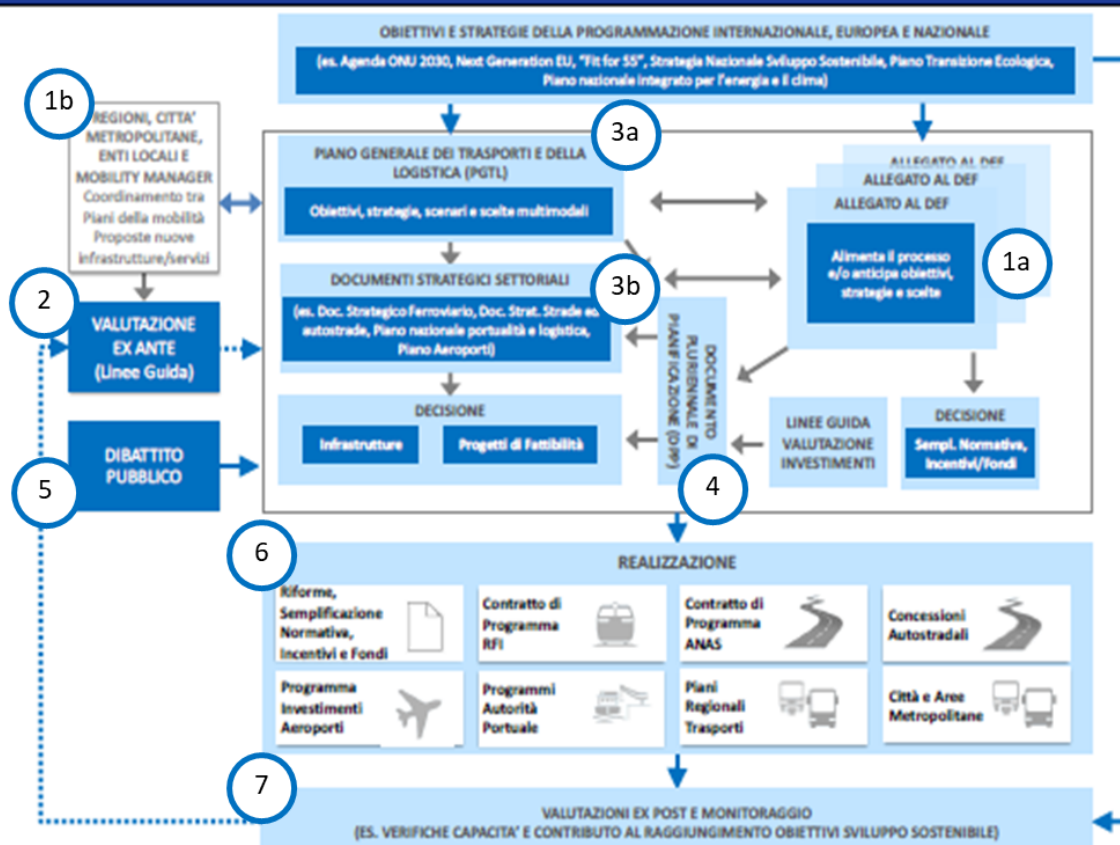 OBIETTIVI E STRATEGIE DELLA PROGRAMMAZIONE INTERNAZIONALE, EUROPEA E NAZIONALE
(es. Agenda ONU 2030, Next Generation EU, "Fit for 55", Strategia Nazionale Sviluppo Sostenibile, Piano Transizione Ecologica,
Piano nazionale integrato per l'energia e il clima)
1b
REGIONI, CITTA'
METROPOLITANE,
ENTI LOCALI E
MOBILITY MANAGER
Coordinamento tra
Piani della mobilità
Proposte nuove
infrastrutture/servizi
3a
PIANO GENERALE DEI TRASPORTI E DELLA
LOGISTICA (PGTL)
Obiettivi, strategie, scenari e scelte multimodali
ALLEGATO AL DEF
ALLEGATO AL DEF
ALLEGATO AL DEF
Alimenta il processo
e/o anticipa obiettivi,
strategie e scelte
1a
2
VALUTAZIONE
EX ANTE
(Linee Guida)
DOCUMENTI STRATEGICI SETTORIALI
3b
(es. Doc. Strategico Ferroviario, Doc. Strat. Strade ed
autostrade, Piano nazionale portualità e logistica,
Piano Aeroporti)
DOCUMENTO
PLURIENNALE DI
PIANIFICAZIONE (DPP)
4
DECISIONE
Infrastrutture
Progetti di Fattibilità
LINEE GUIDA
VALUTAZIONE
INVESTIMENTI
DECISIONE
Sempl. Normativa,
Incentivi/Fondi
DIBATTITO
PUBBLICO
5
6
REALIZZAZIONE
Riforme,
Semplificazione
Normativa,
Incentivi e Fondi
Contratto di
Programma
RFI
Contratto di
Programma
ANAS
Concessioni
Autostradali
Programma
Investimenti
Aeroporti
Programmi
Autorità
Portuale
Piani
Regionali
Trasporti
Città e Aree
Metropolitane
7
VALUTAZIONI EX POST E MONITORAGGIO
(ES. VERIFICHE CAPACITA' E CONTRIBUTO AL RAGGIUNGIMENTO OBIETTIVI SVILUPPO SOSTENIBILE)